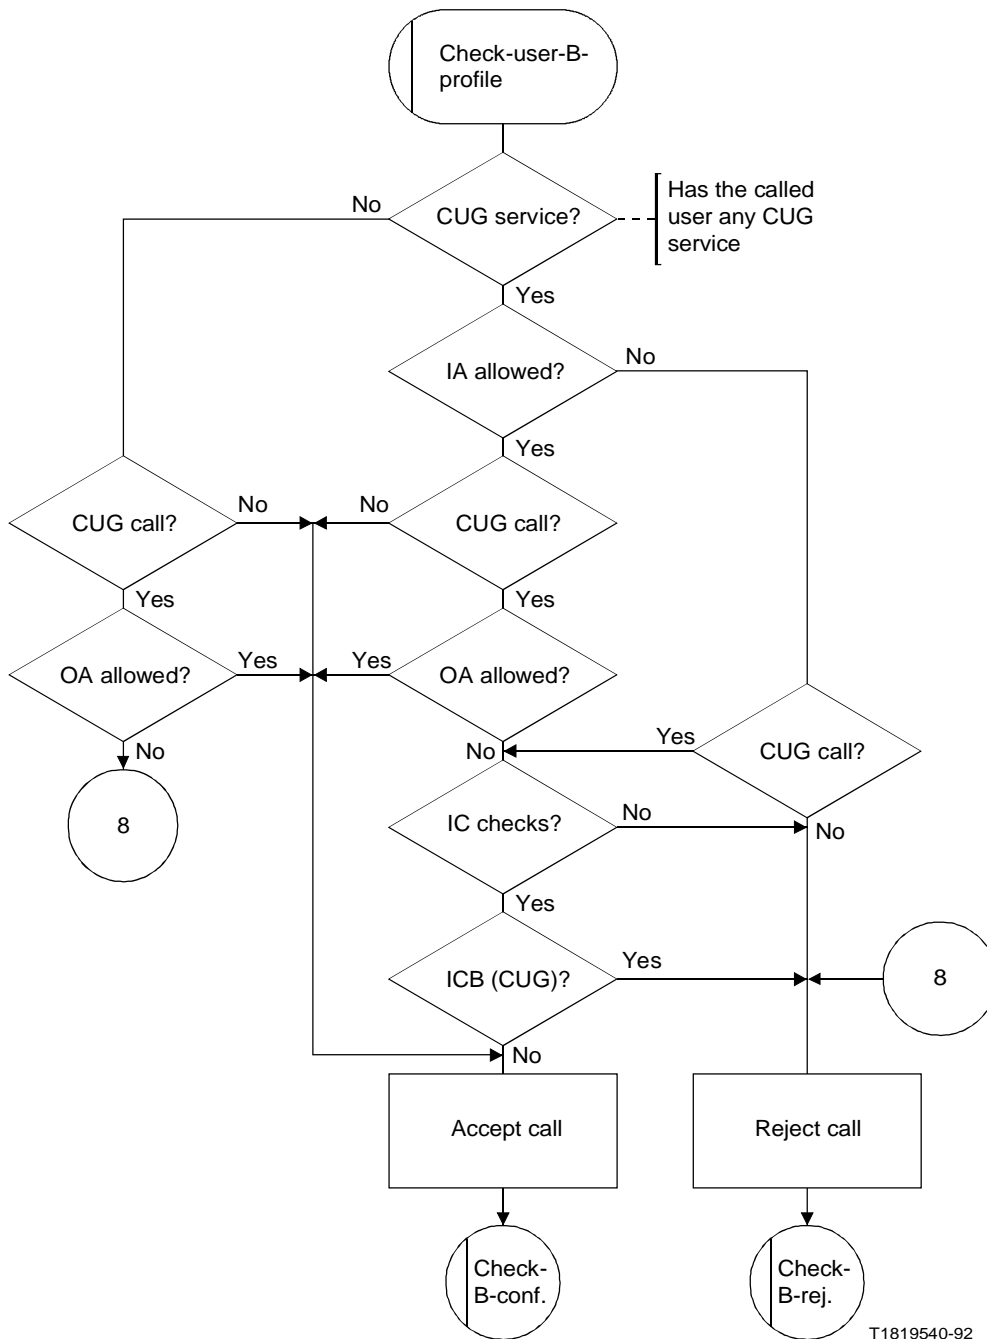 Check-user-B-
profile
No
CUG service?
Has the called
user any CUG
service
Yes
IA allowed?
No
Yes
CUG call?
No
No
CUG call?
Yes
Yes
OA allowed?
Yes
Yes
OA allowed?
No
No
Yes
CUG call?
8
IC checks?
No
No
Yes
ICB (CUG)?
Yes
8
No
Accept call
Reject call
Check-
B-conf.
Check-
B-rej.
T1819540-92